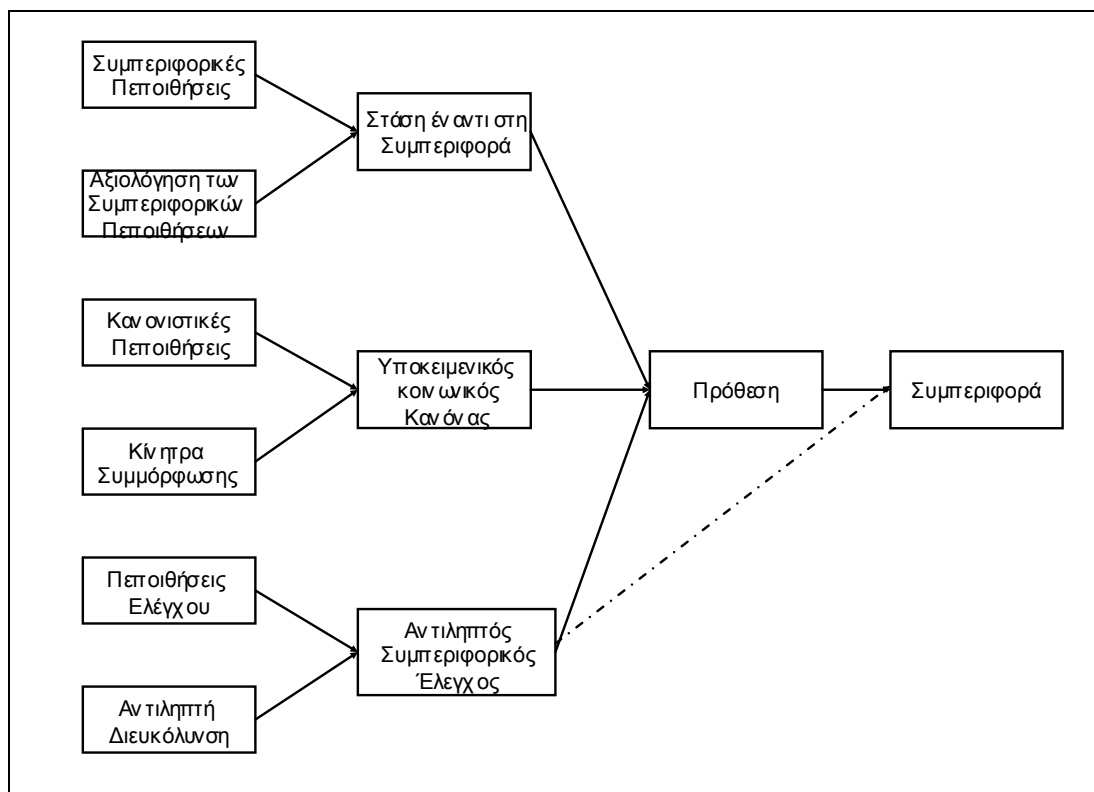 Συμπεριφορικές
Πεποιθήσεις
Στάση έναντι στη
Συμπεριφορά
Αξιολόγηση των
Συμπεριφορικών
Πεποιθήσεων
Κανονιστικές
Πεποιθήσεις
Υποκειμενικός
κοινωνικός
Κανόνας
Πρόθεση
Συμπεριφορά
Κίνητρα
Συμμόρφωσης
Πεποιθήσεις
Ελέγχου
Αντιληπτός
Συμπεριφορικός
Έλεγχος
Αντιληπτή
Διευκόλυνση